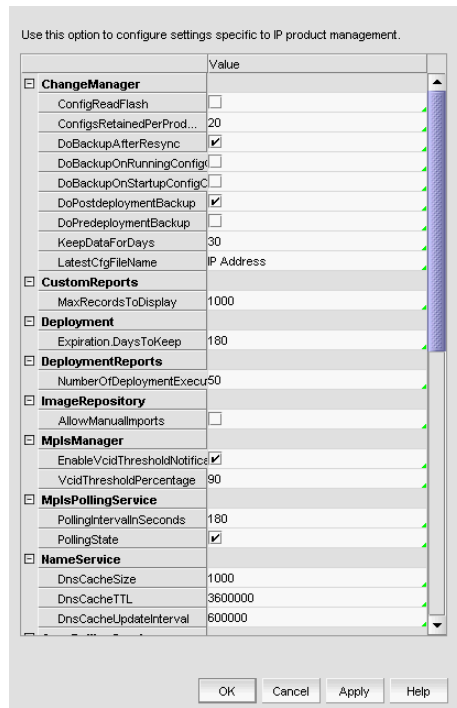 Use this option to configure settings specific to IP product management.
Value
ChangeManager
ConfigReadFlash
ConfigsRetainedPerProd... 20
DoBackupAfterResync
DoBackupOnRunningConfig
DoBackupOnStartupConfigC
DoPostdeploymentBackup
DoPredeploymentBackup
KeepDataForDays 30
LatestCfgFileName IP Address
CustomReports
MaxRecordsToDisplay 1000
Deployment
Expiration.DaysToKeep 180
DeploymentReports
NumberOfDeploymentExecu 50
ImageRepository
AllowManualImports
MplsManager
EnableVcidThresholdNotifica
VcidThresholdPercentage 90
MplsPollingService
PollingIntervalInSeconds 180
PollingState
NameService
DnsCacheSize 1000
DnsCacheTTL 3600000
DnsCacheUpdateInterval 600000
OK Cancel Apply Help